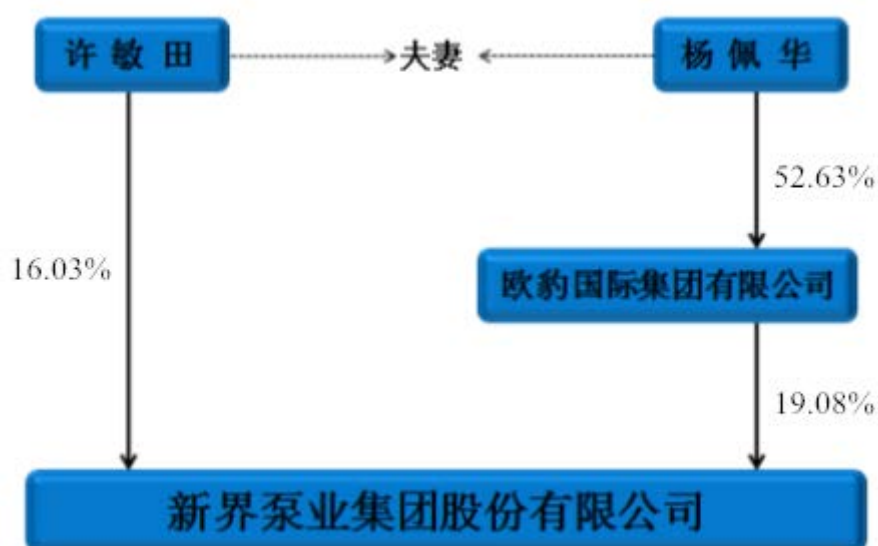 许敏田
夫妻
杨佩华
52.63%
16.03%
欧豹国际集团有限公司
19.08%
新界泵业集团股份有限公司